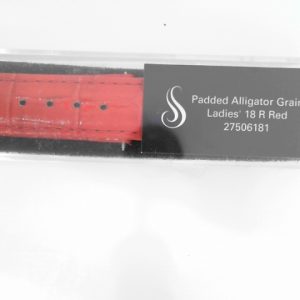 Padded Alligator Grain
Ladies' 18 R Red
27506181